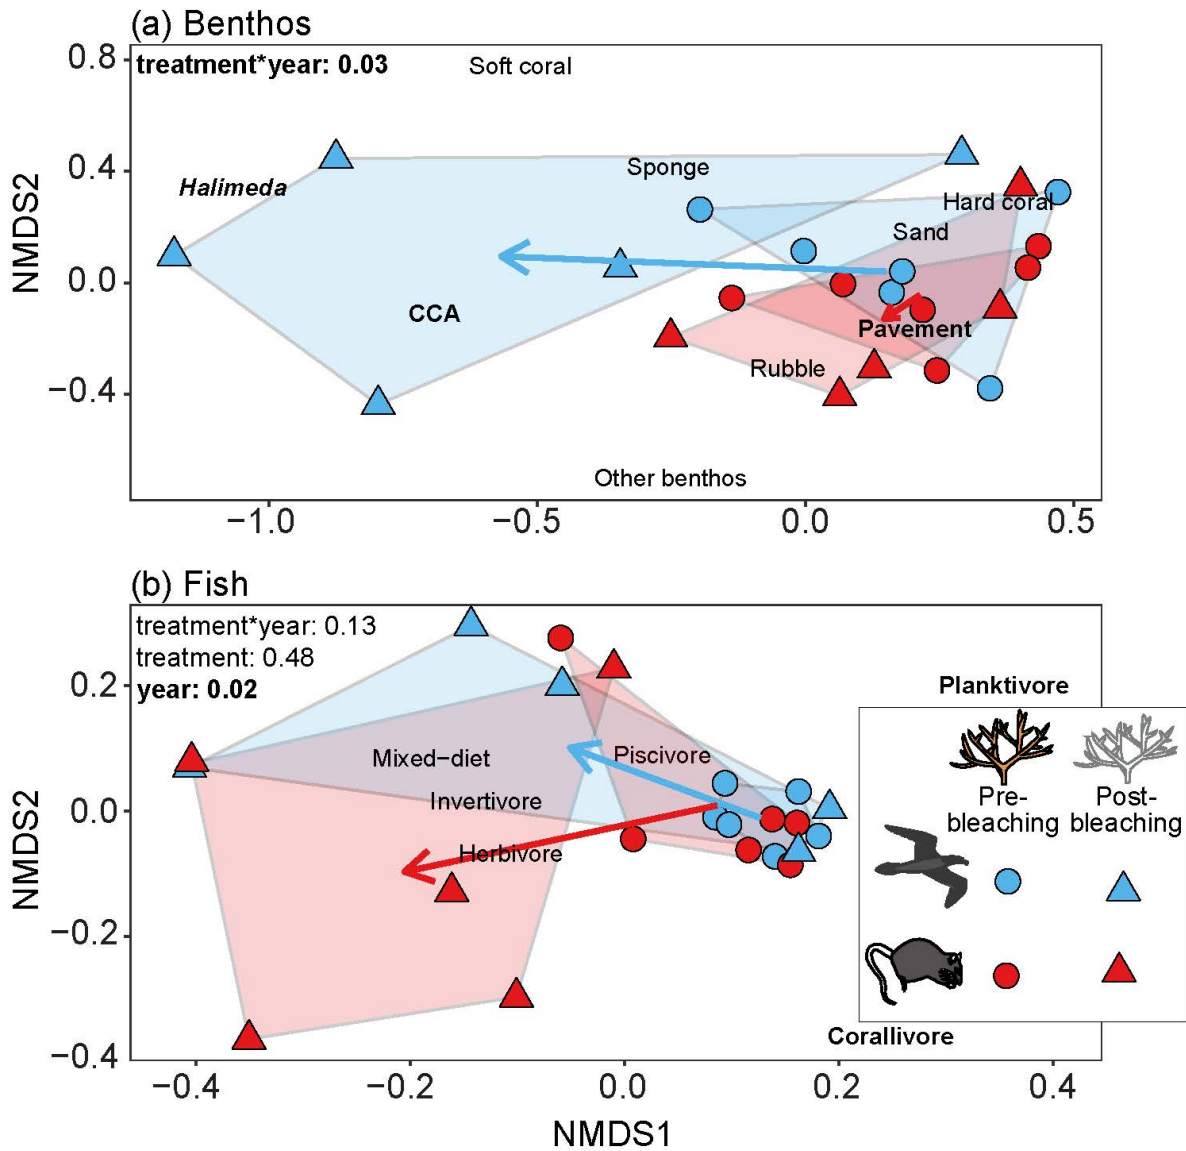 (a) Benthos
treatment*year: 0.03
Soft coral
Sponge
Halimeda
Hard coral
Sand
CCA
Pavement
Rubble
Other benthos
NMDS2
0.8
0.4
0.0
−0.4
−1.0
−0.5
0.0
0.5
(b) Fish
treatment*year: 0.13
treatment: 0.48
year: 0.02
Planktivore
Mixed−diet
Piscivore
Invertivore
Herbivore
Corallivore
Pre-
bleaching
Post-
bleaching
NMDS2
0.2
0.0
−0.2
−0.4
−0.4
−0.2
0.0
0.2
0.4
NMDS1